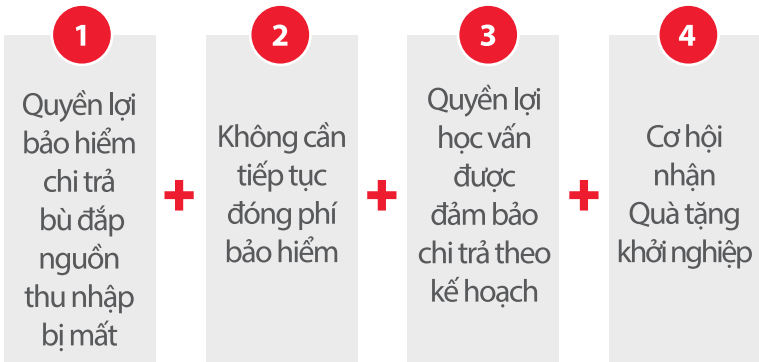 1
Quyền lợi
bảo hiểm
chi trả
bù đắp
nguồn
thu nhập
bị mất
+
2
Không cần
tiếp tục
đóng phí
bảo hiểm
+
3
Quyền lợi
học vấn
được
đảm bảo
chi trả theo
kế hoạch
+
4
Cơ hội
nhận
Quà tặng
khởi nghiệp